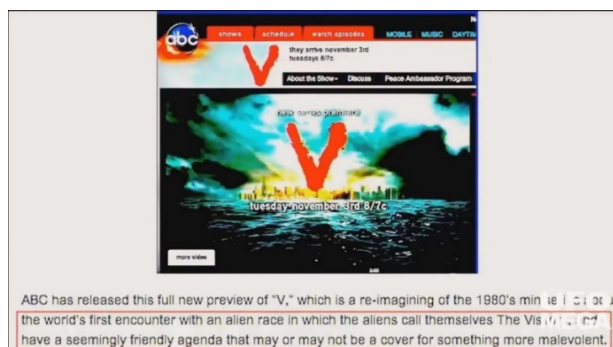 abc
shows schedule watch episodes MOBILE MUSIC DAYTIM
they arrive november 3rd
tuesdays 8/7c
V
About the Show Discuss Peace Ambassador Program
new series premiere
V
tuesday november 3rd 8/7c
more video
ABC has released this full new preview of "V," which is a re-imagining of the 1980's
the world's first encounter with an alien race in which the aliens call themselves The
have a seemingly friendly agenda that may or may not be a cover for something more malevolent.